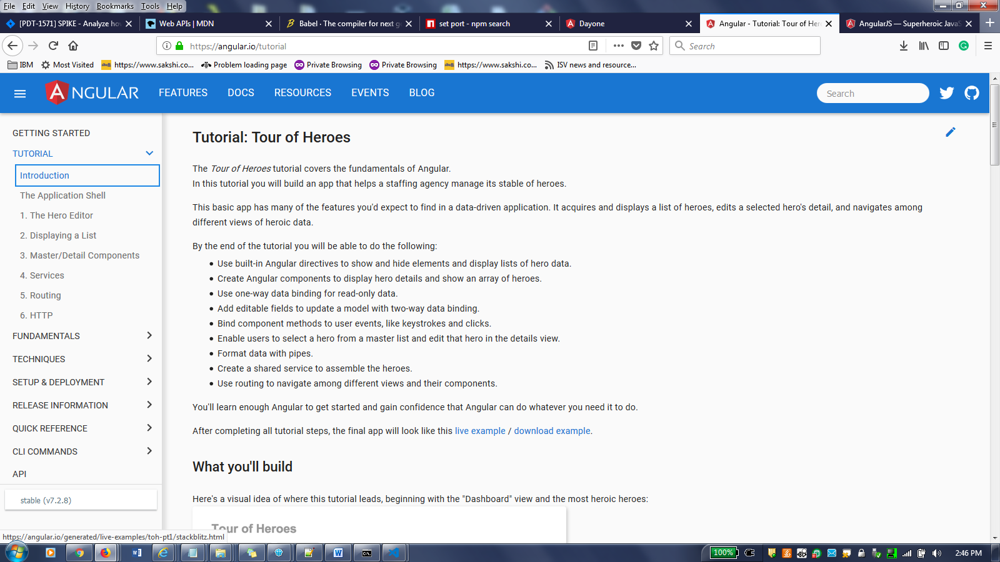 File Edit View History Bookmarks Tools Help
[PDT-1571] SPIKE - Analyze ho
Web APIs | MDN
Babel · The compiler for next g
set port - npm search
Dayone
Angular - Tutorial: Tour of Her
AngularJS — Superheroic JavaS
https://angular.io/tutorial
Search
IBM
Most Visited
https://www.sakshi.co...
Problem loading page
Private Browsing
Private Browsing
https://www.sakshi.co...
ISV news and resource...
ANGULAR
FEATURES
DOCS
RESOURCES
EVENTS
BLOG
Search
GETTING STARTED
TUTORIAL
Introduction
The Application Shell
1. The Hero Editor
2. Displaying a List
3. Master/Detail Components
4. Services
5. Routing
6. HTTP
FUNDAMENTALS
TECHNIQUES
SETUP & DEPLOYMENT
RELEASE INFORMATION
QUICK REFERENCE
CLI COMMANDS
API
stable (v7.2.8)
Tutorial: Tour of Heroes
The Tour of Heroes tutorial covers the fundamentals of Angular.
In this tutorial you will build an app that helps a staffing agency manage its stable of heroes.
This basic app has many of the features you'd expect to find in a data-driven application. It acquires and displays a list of heroes, edits a selected hero's detail, and navigates among
different views of heroic data.
By the end of the tutorial you will be able to do the following:
• Use built-in Angular directives to show and hide elements and display lists of hero data.
• Create Angular components to display hero details and show an array of heroes.
• Use one-way data binding for read-only data.
• Add editable fields to update a model with two-way data binding.
• Bind component methods to user events, like keystrokes and clicks.
• Enable users to select a hero from a master list and edit that hero in the details view.
• Format data with pipes.
• Create a shared service to assemble the heroes.
• Use routing to navigate among different views and their components.
You'll learn enough Angular to get started and gain confidence that Angular can do whatever you need it to do.
After completing all tutorial steps, the final app will look like this live example / download example.
What you'll build
Here's a visual idea of where this tutorial leads, beginning with the "Dashboard" view and the most heroic heroes:
Tour of Heroes
https://angular.io/generated/live-examples/toh-pt1/stackblitz.html
100%
2:46 PM